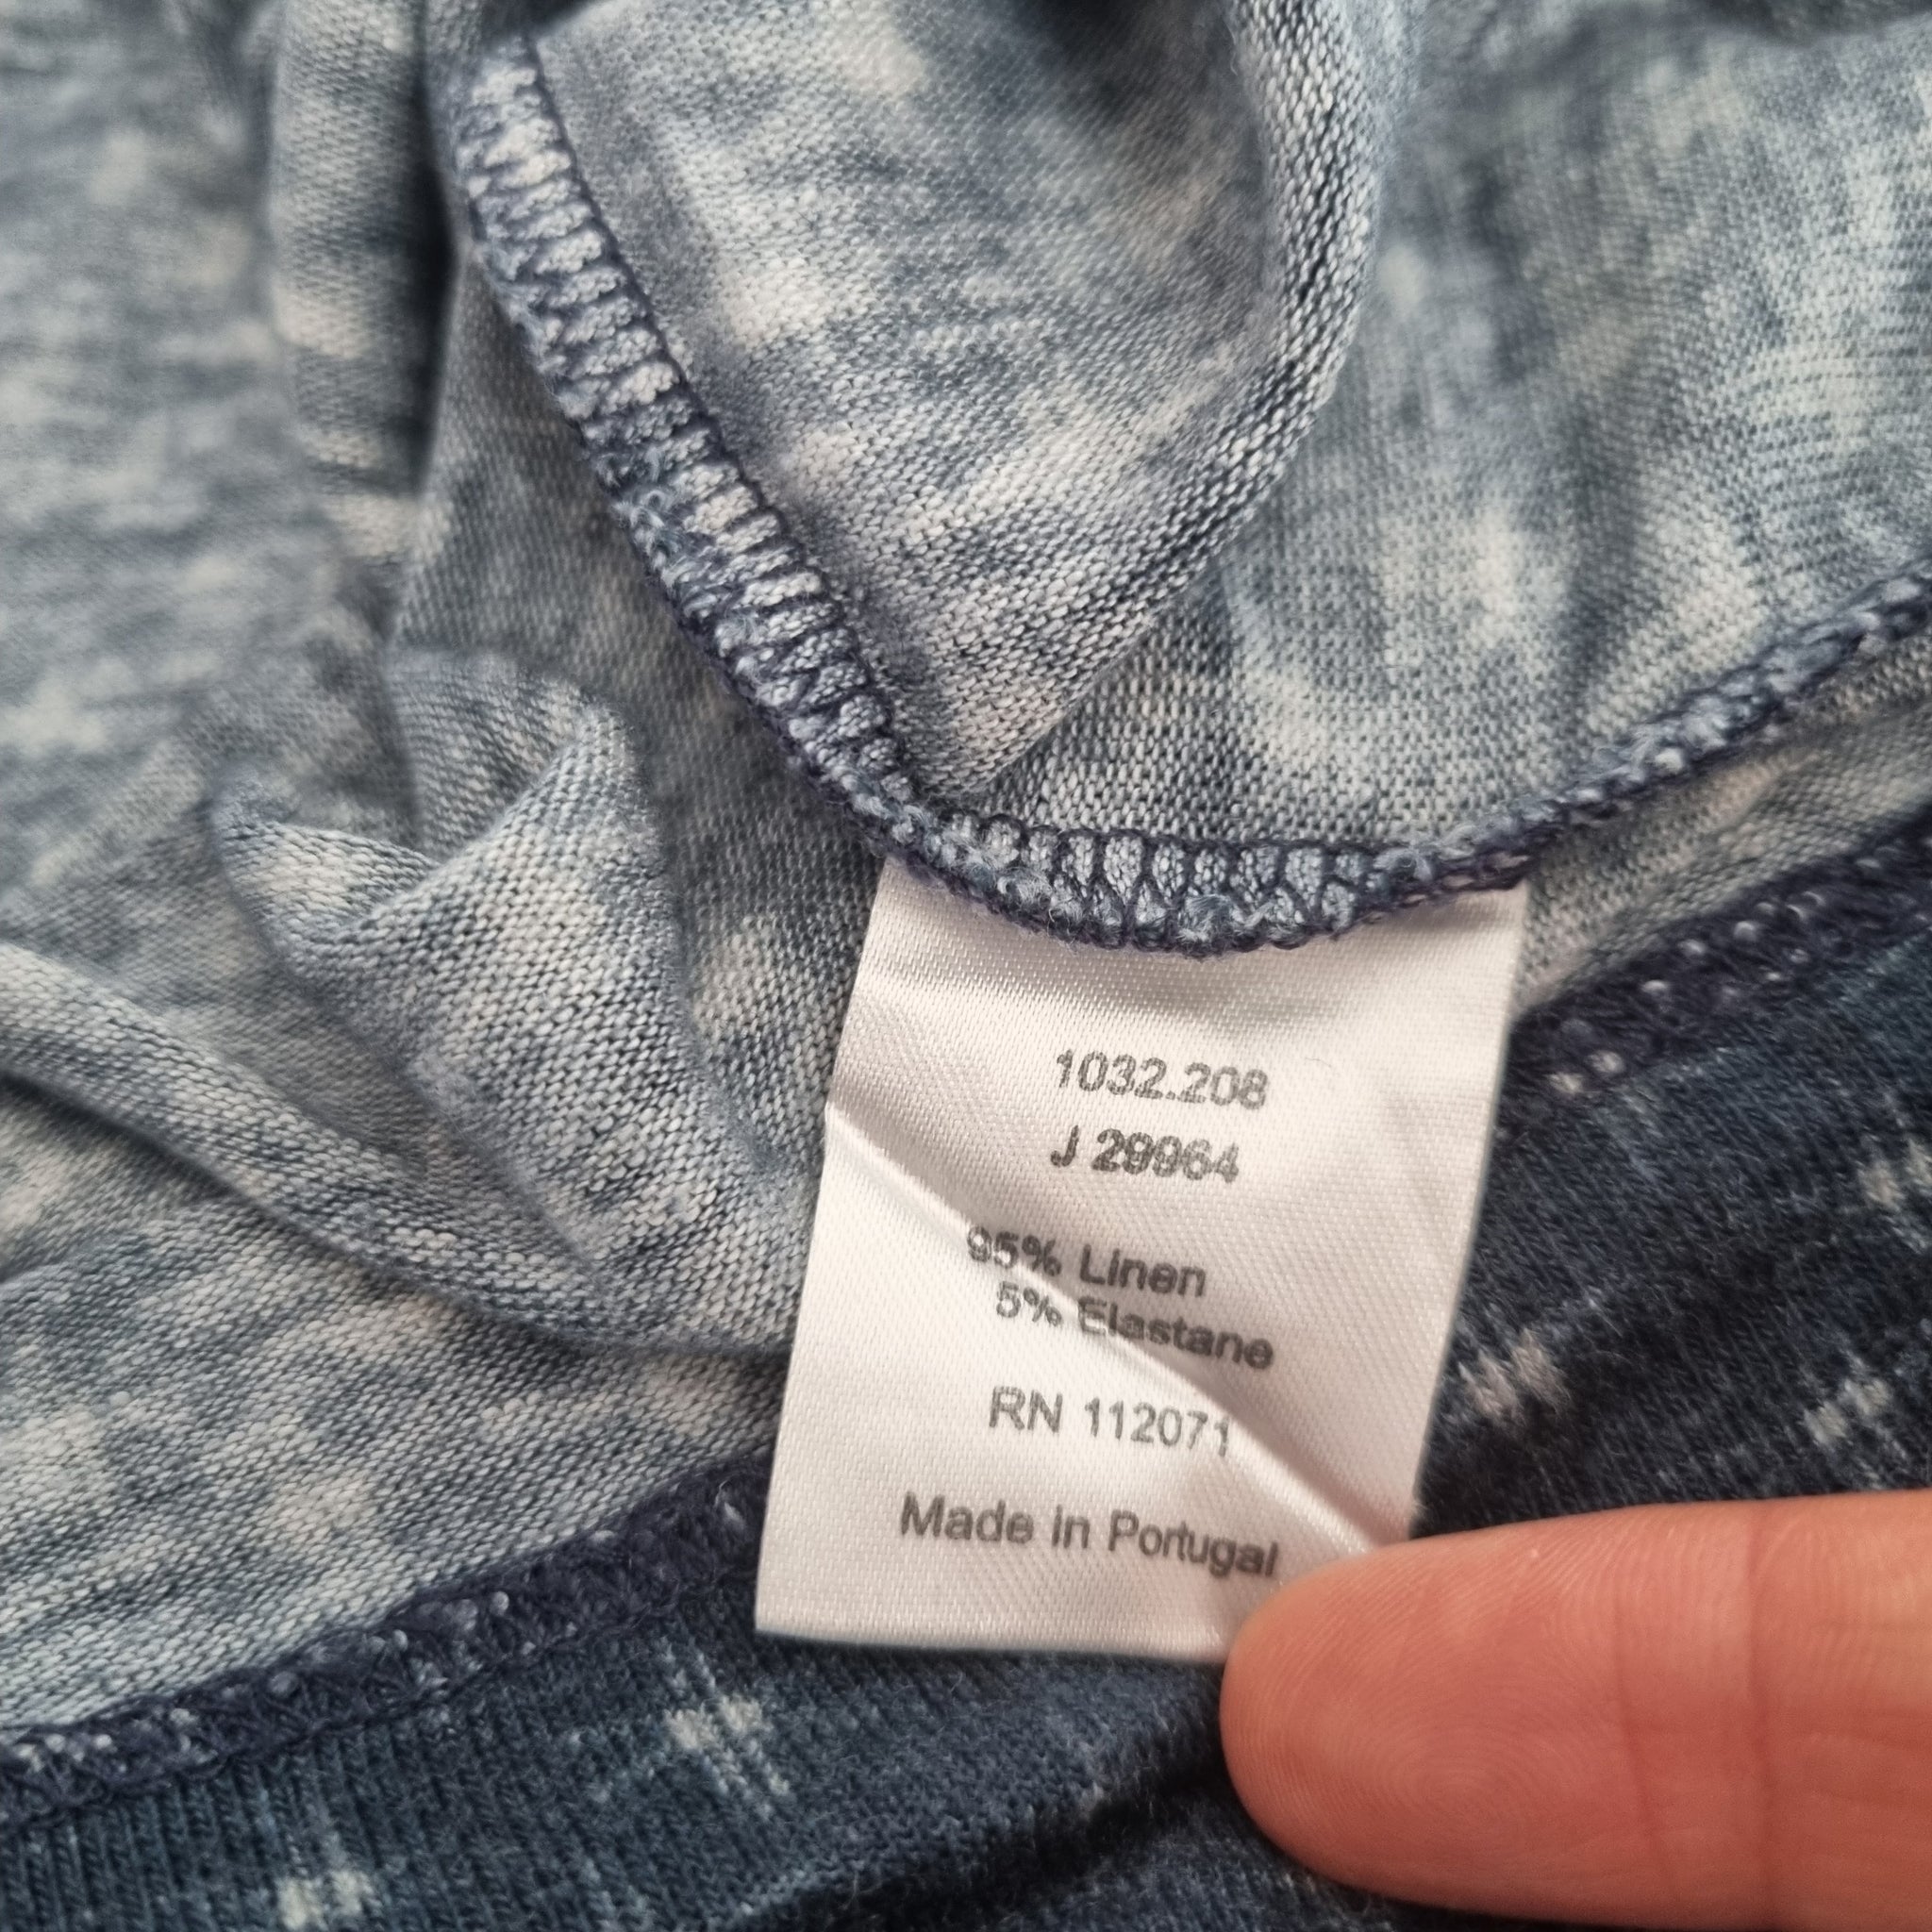 1032.208
J 29964
95% Linen
5% Elastane
RN 112071
Made in Portugal